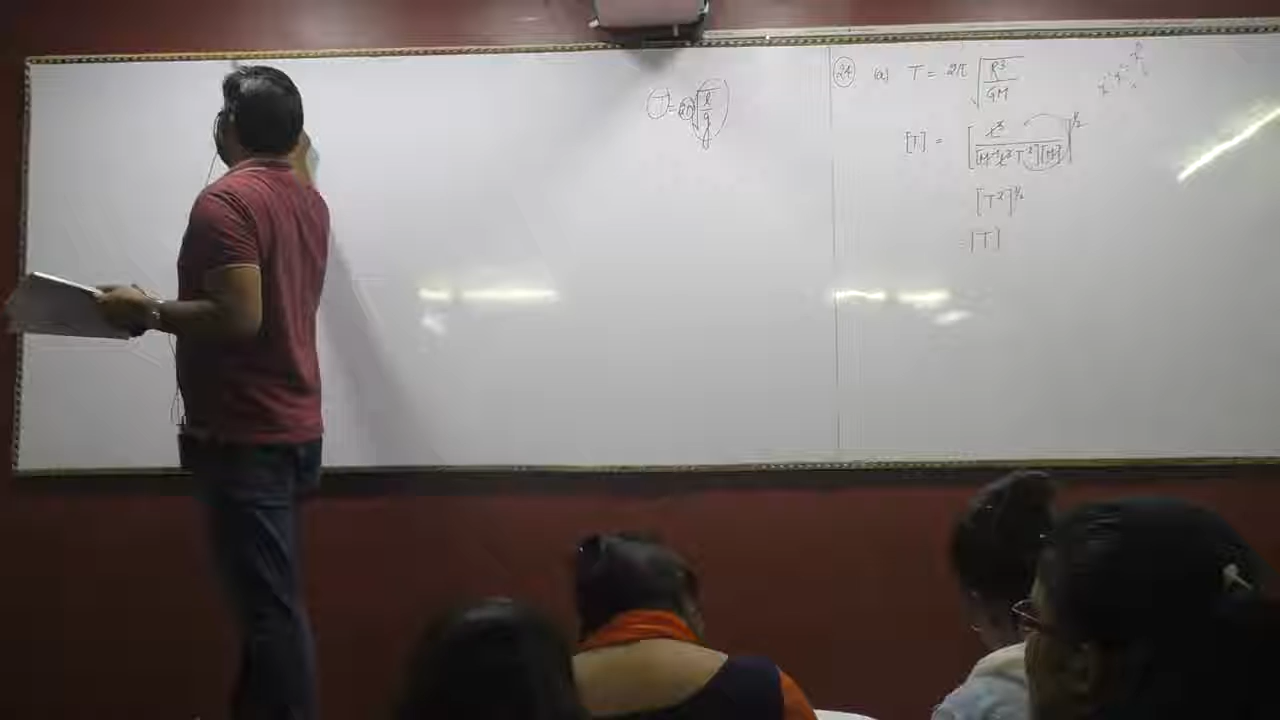 T = 2π √(l/g)
(24) (a) T = 2π √(R³/GM)
[T] = [L³/[M⁻¹L³T⁻²][M]]^1/2
[T²]^1/2
= [T]